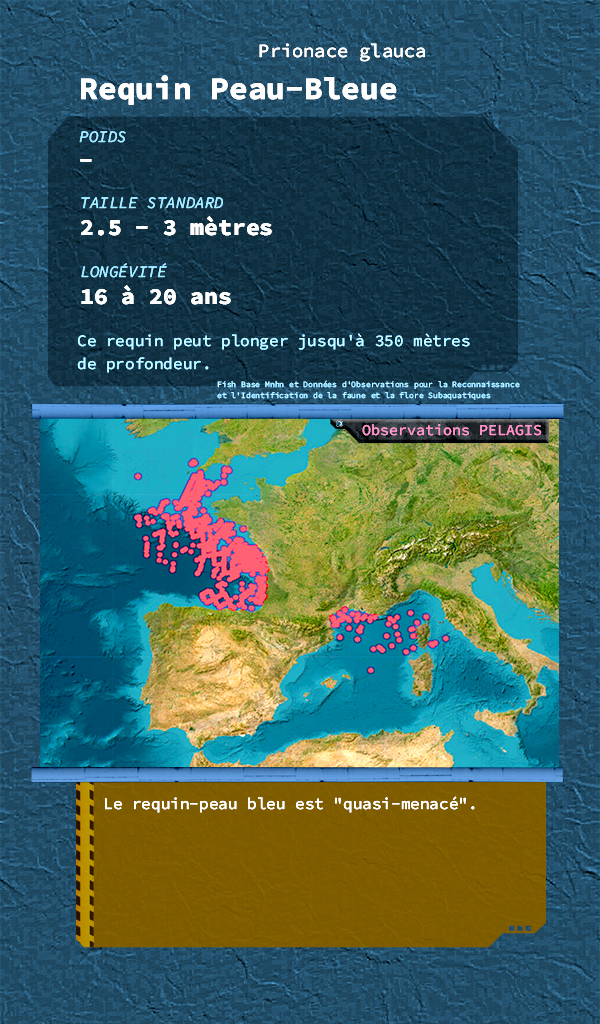 Prionace glauca
Requin Peau-Bleue
POIDS
-
TAILLE STANDARD
2.5 - 3 mètres
LONGÉVITÉ
16 à 20 ans
Ce requin peut plonger jusqu'à 350 mètres
de profondeur.
Fish Base Mnhn et Données d'Observations pour la Reconnaissance
et l'Identification de la faune et la flore Subaquatiques
Observations PELAGIS
Le requin-peau bleu est "quasi-menacé".